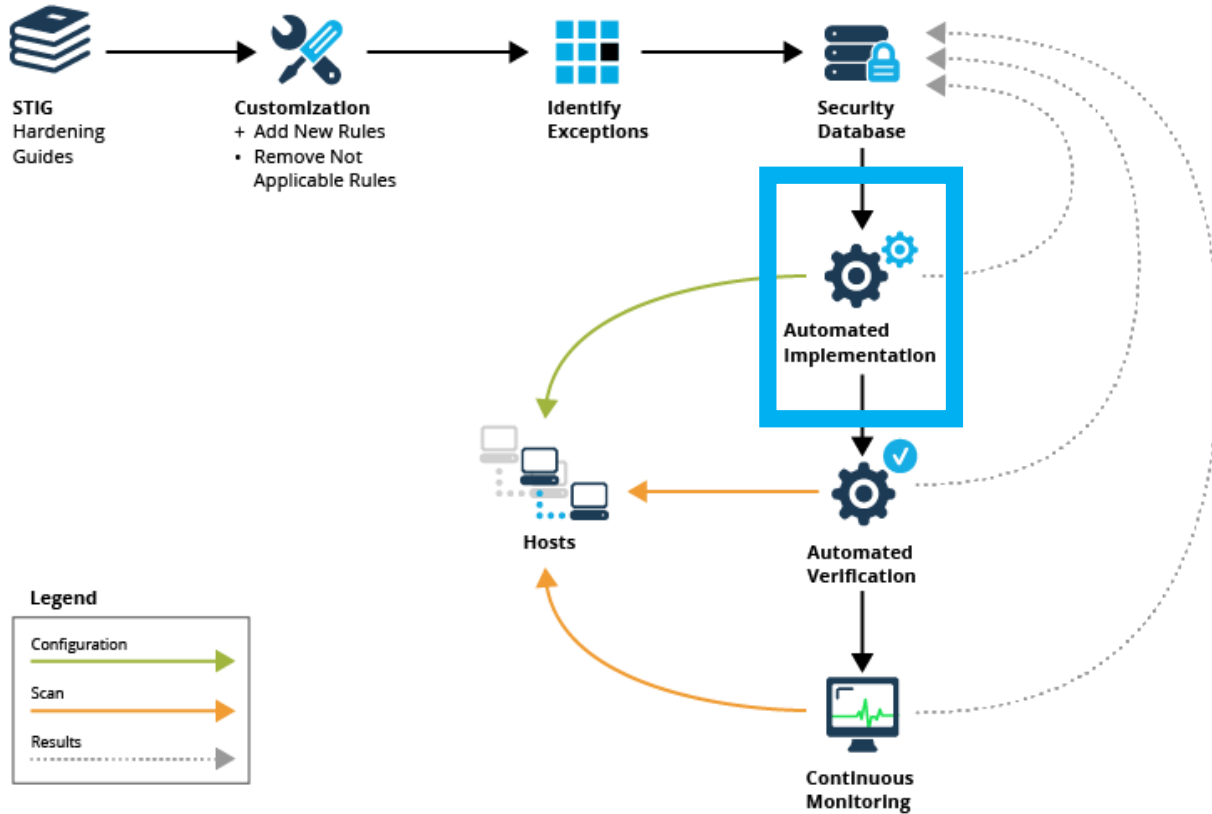 STIG
Hardening
Guides
Customization
+ Add New Rules
• Remove Not
Applicable Rules
Identify
Exceptions
Security
Database
Automated
Implementation
Hosts
Automated
Verification
Legend
Configuration
Scan
Results
Continuous
Monitoring